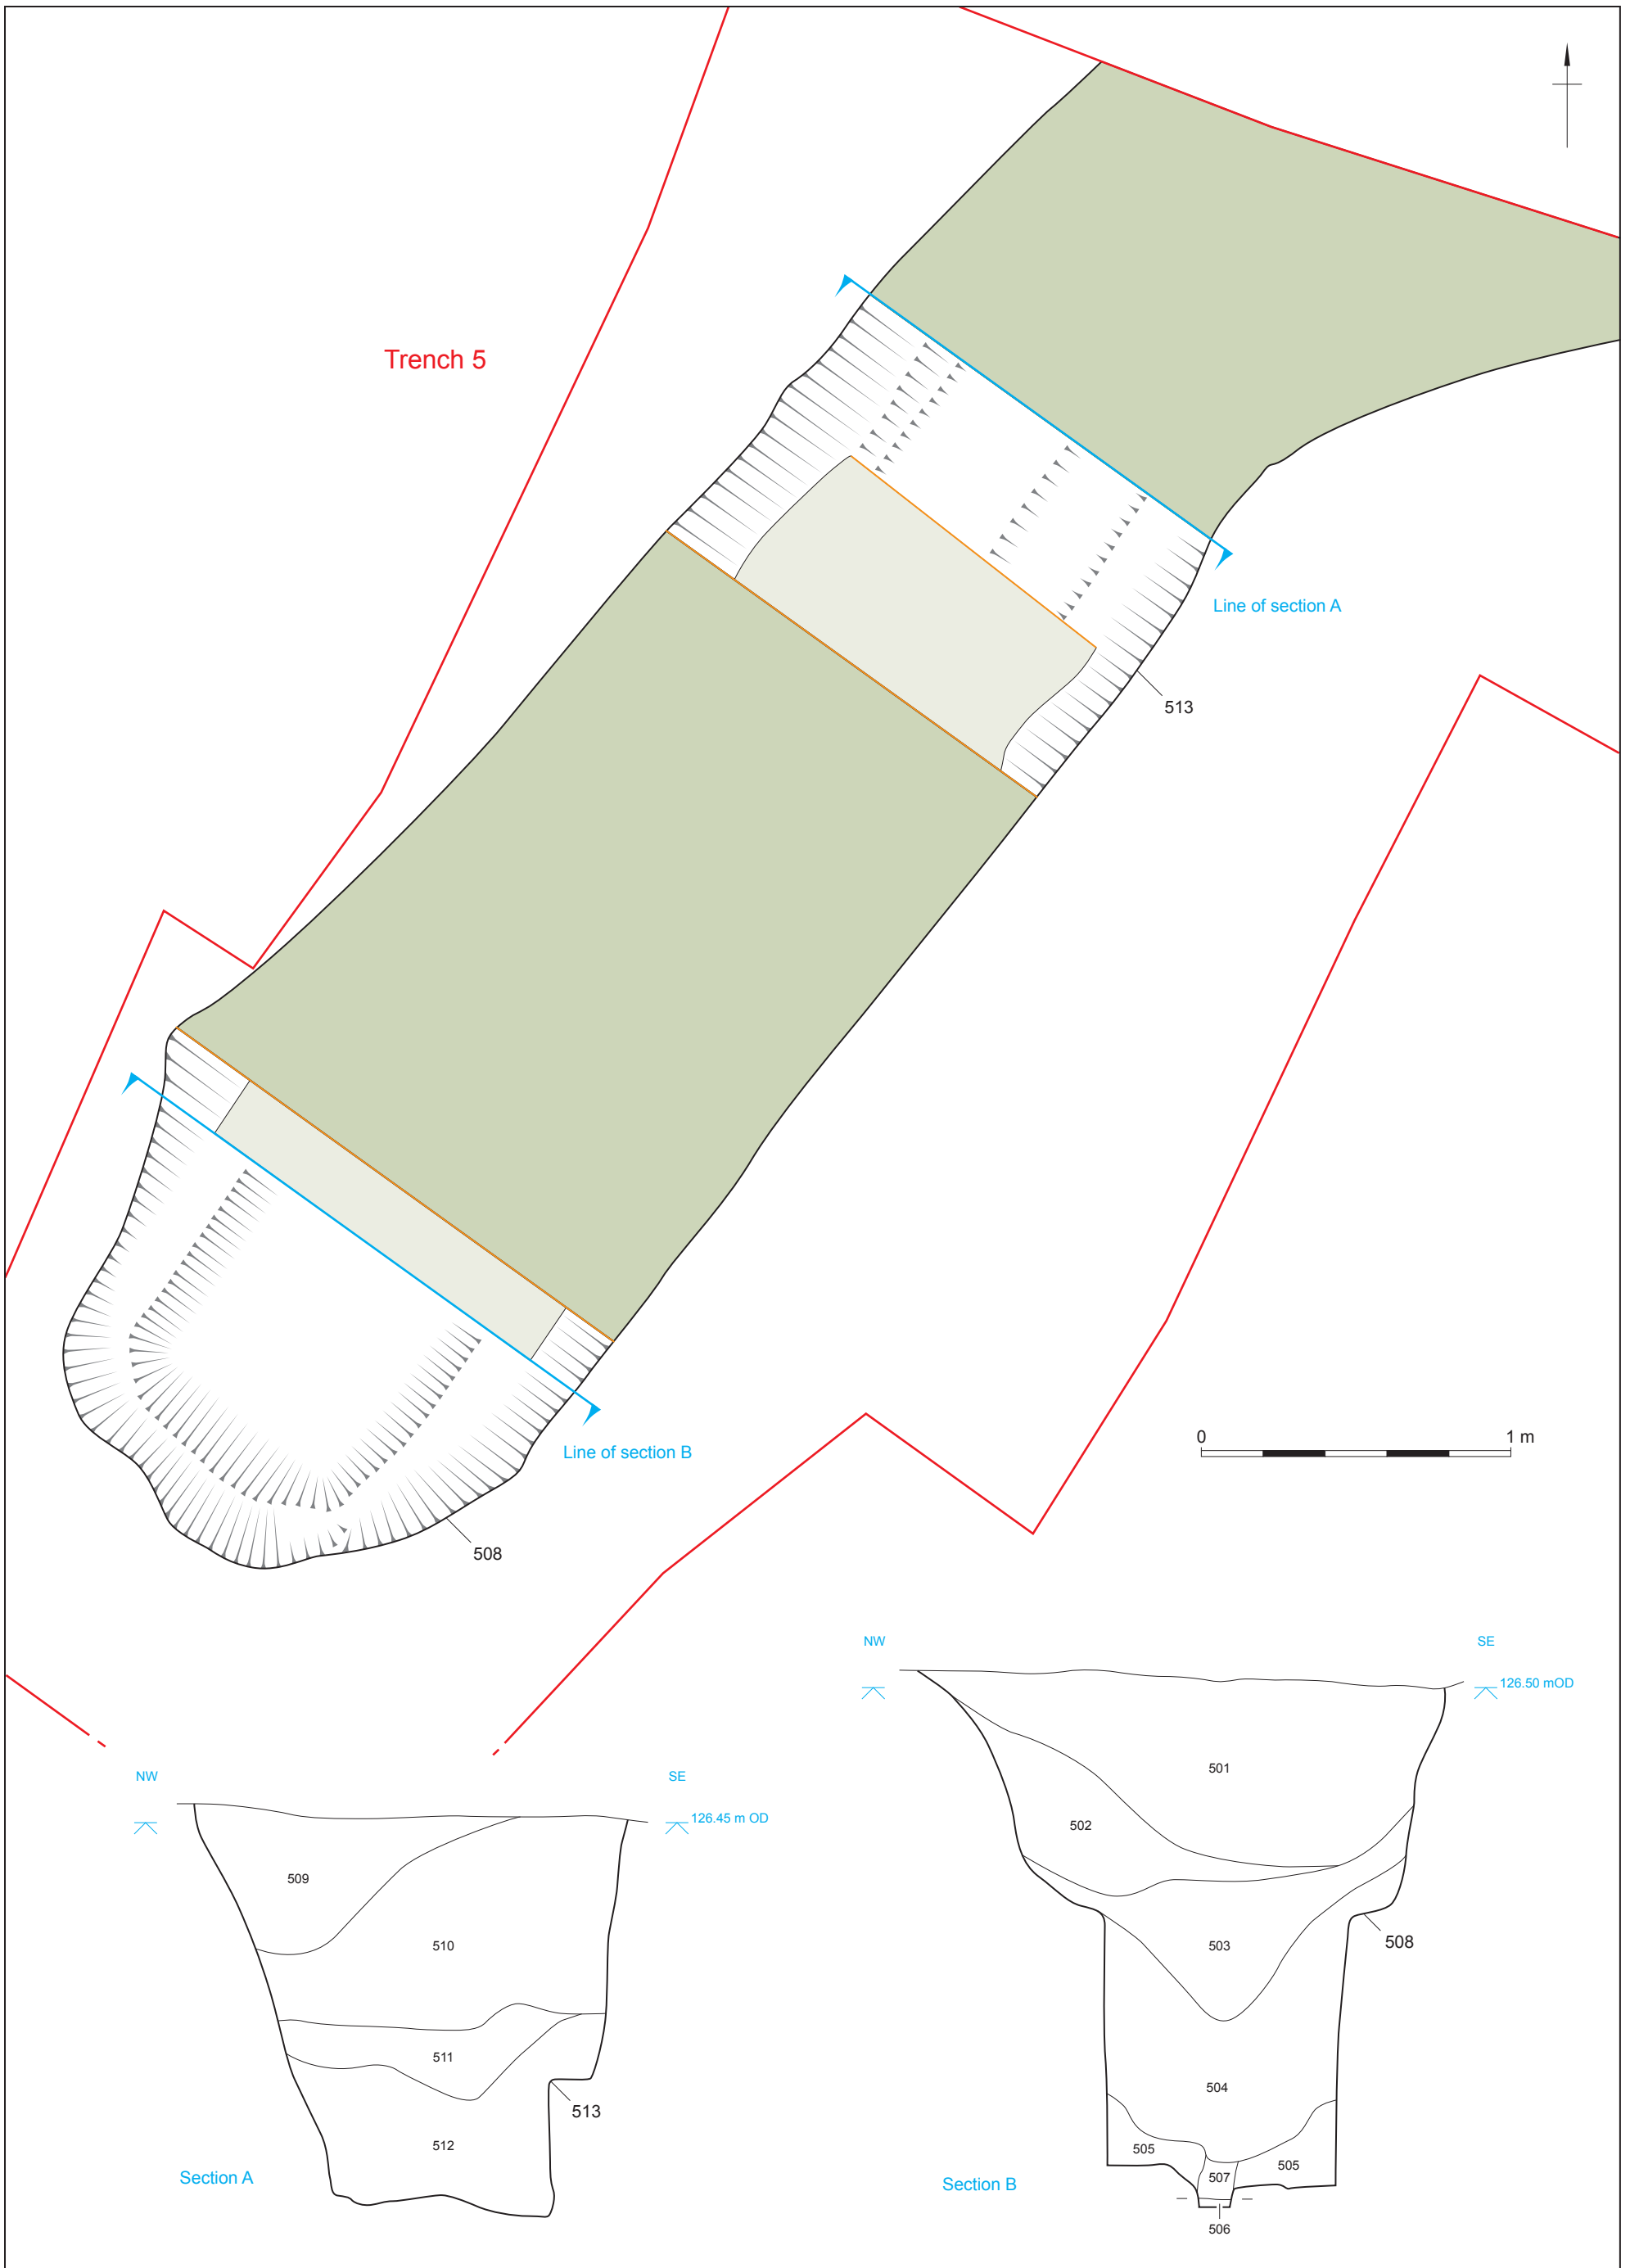 Trench 5
Line of section A
513
0 1 m
Line of section B
508
NW SE
126.50 mOD
501
502
503
508
504
505
507
505
506
Section B
NW SE
126.45 m OD
509
510
511
513
512
Section A